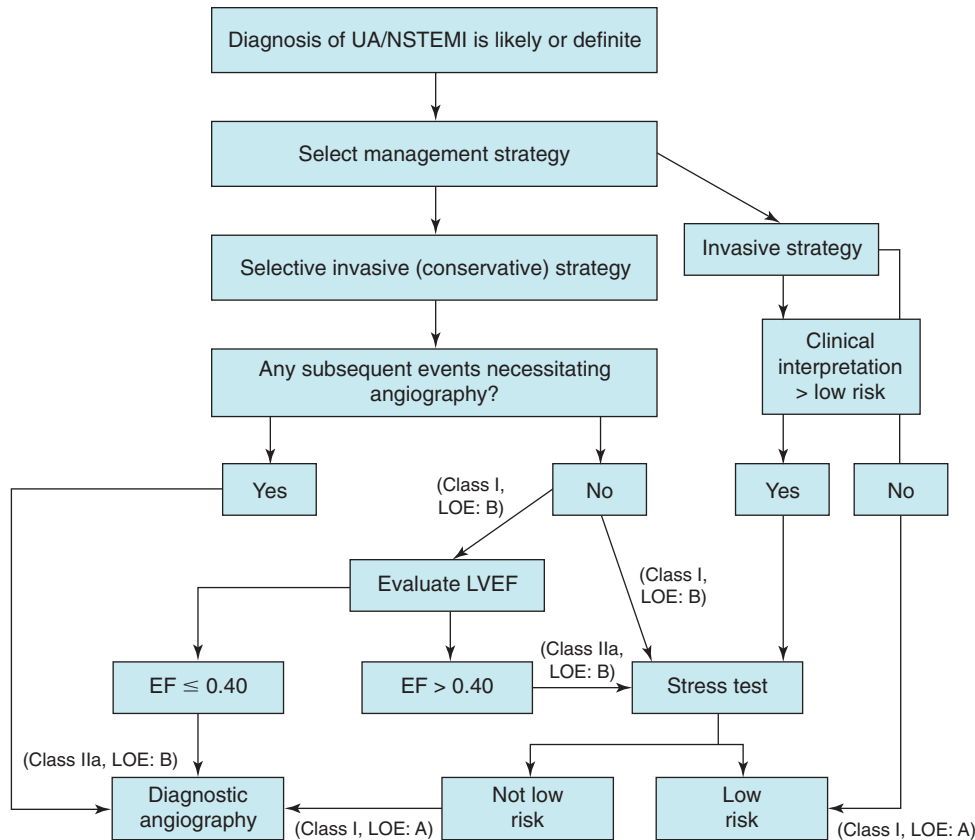 Diagnosis of UA/NSTEMI is likely or definite
Select management strategy
Invasive strategy
Selective invasive (conservative) strategy
Clinical
interpretation
> low risk
Any subsequent events necessitating
angiography?
Yes
(Class I,
LOE: B)
No
Yes
No
Evaluate LVEF
(Class I,
LOE: B)
EF ≤ 0.40
EF > 0.40
(Class IIa,
LOE: B)
Stress test
(Class IIa, LOE: B)
Diagnostic
angiography
(Class I, LOE: A)
Not low
risk
Low
risk
(Class I, LOE: A)